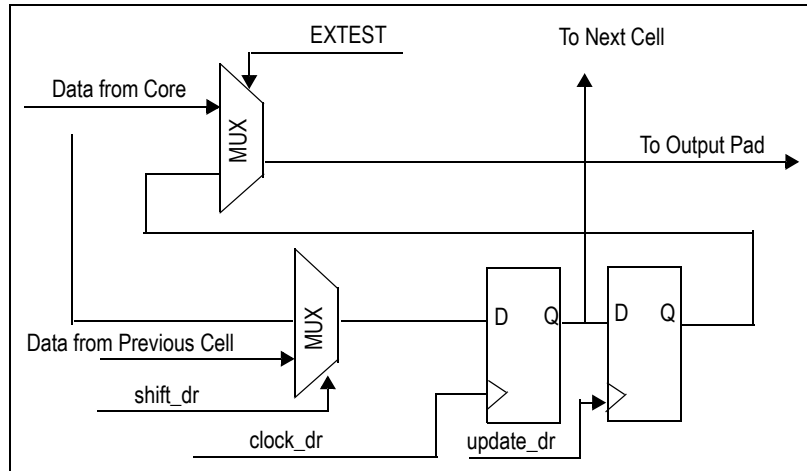 EXTEST
To Next Cell
Data from Core
MUX
To Output Pad
D Q
D Q
MUX
Data from Previous Cell
shift_dr
clock_dr
update_dr